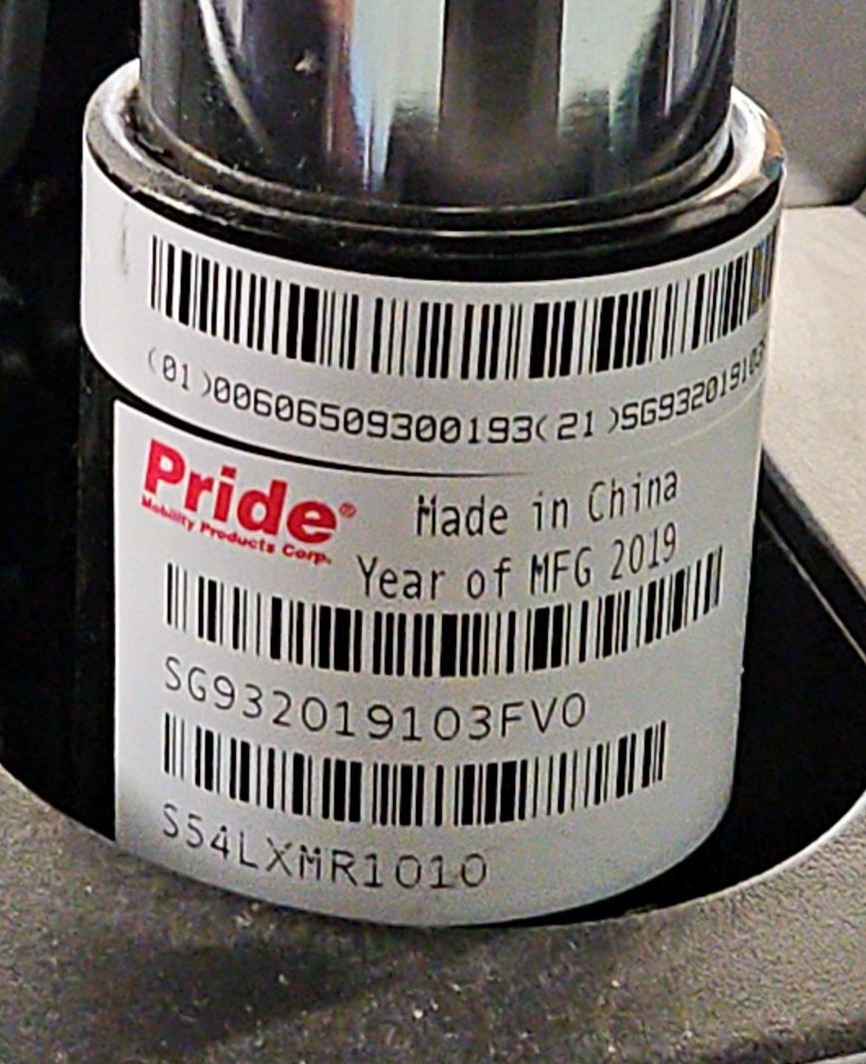 (01)00606509300193(21)SG93201910
Pride®
Mobility Products Corp.
Made in China
Year of MFG 2019
SG932019103FV0
S54LXMR1010